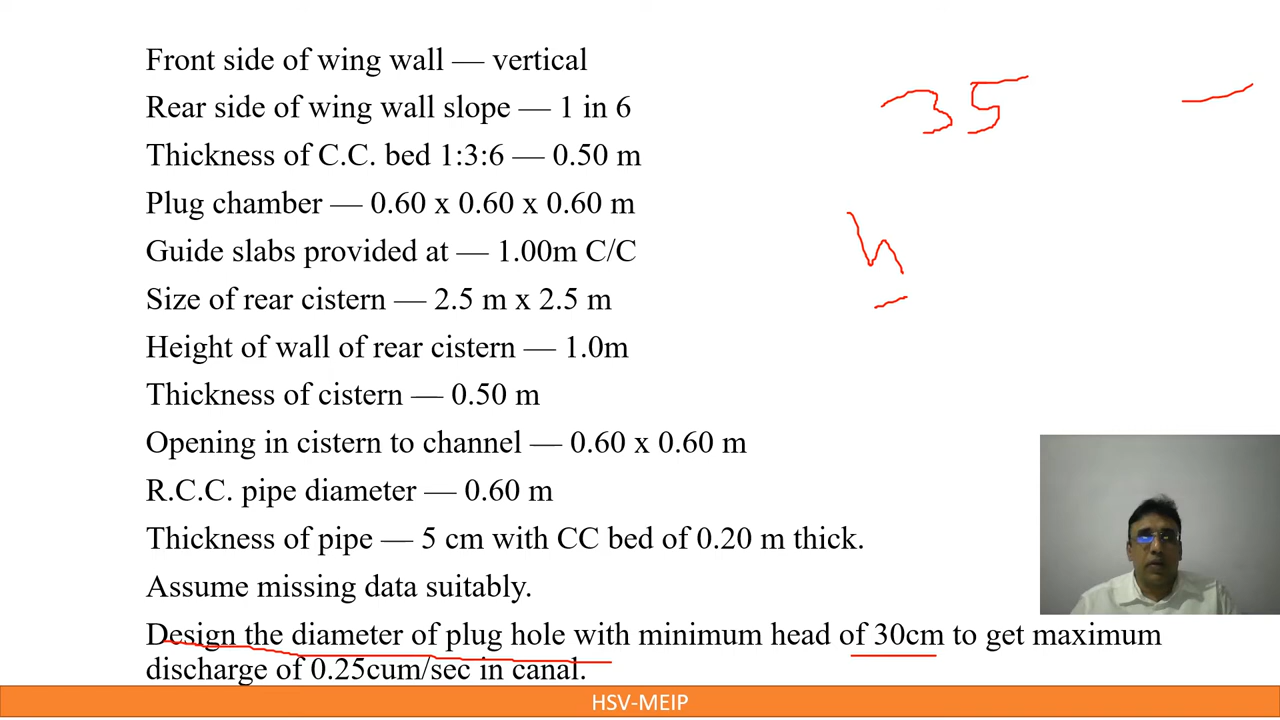 Front side of wing wall — vertical
Rear side of wing wall slope — 1 in 6
35
Thickness of C.C. bed 1:3:6 — 0.50 m
Plug chamber — 0.60 x 0.60 x 0.60 m
Guide slabs provided at — 1.00m C/C
h
Size of rear cistern — 2.5 m x 2.5 m
Height of wall of rear cistern — 1.0m
Thickness of cistern — 0.50 m
Opening in cistern to channel — 0.60 x 0.60 m
R.C.C. pipe diameter — 0.60 m
Thickness of pipe — 5 cm with CC bed of 0.20 m thick.
Assume missing data suitably.
Design the diameter of plug hole with minimum head of 30cm to get maximum
discharge of 0.25cum/sec in canal.
HSV-MEIP